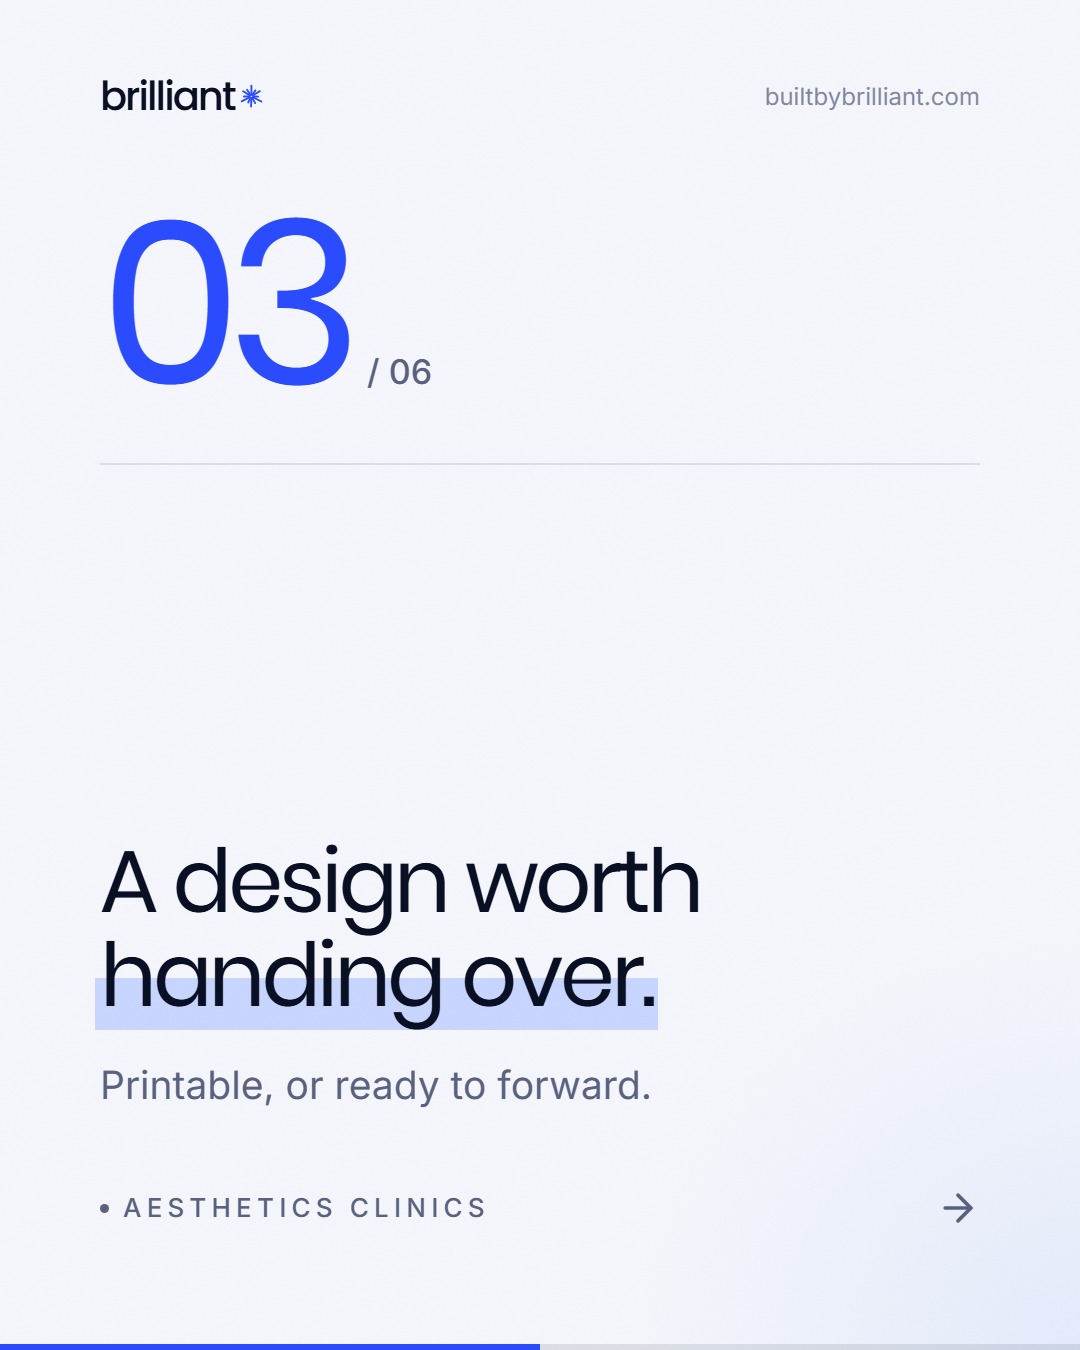 brilliant
builtbybrilliant.com
03 / 06
A design worth
handing over.
Printable, or ready to forward.
• AESTHETICS CLINICS